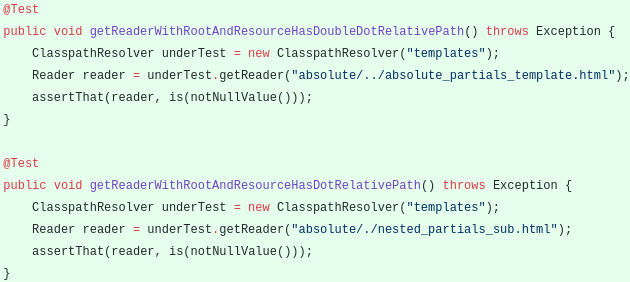 @Test
public void getReaderWithRootAndResourceHasDoubleDotRelativePath() throws Exception {
    ClasspathResolver underTest = new ClasspathResolver("templates");
    Reader reader = underTest.getReader("absolute/../absolute_partials_template.html");
    assertThat(reader, is(notNullValue()));
}

@Test
public void getReaderWithRootAndResourceHasDotRelativePath() throws Exception {
    ClasspathResolver underTest = new ClasspathResolver("templates");
    Reader reader = underTest.getReader("absolute/./nested_partials_sub.html");
    assertThat(reader, is(notNullValue()));
}